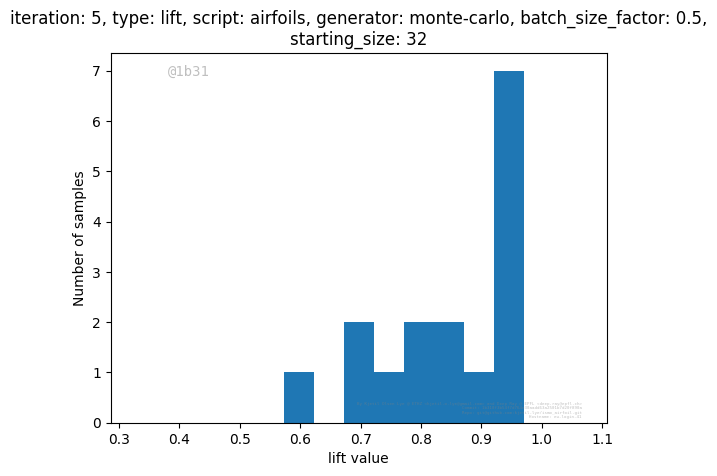 iteration: 5, type: lift, script: airfoils, generator: monte-carlo, batch_size_factor: 0.5,
starting_size: 32
@1b31
7
6
5
4
3
2
1
0
Number of samples
0.3 0.4 0.5 0.6 0.7 0.8 0.9 1.0 1.1
lift value